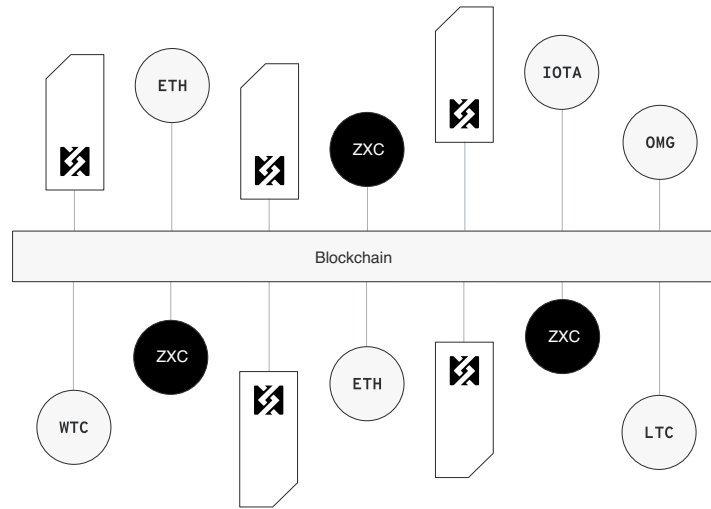 ETH
ZXC
IOTA
OMG
Blockchain
WTC
ZXC
ETH
ZXC
LTC